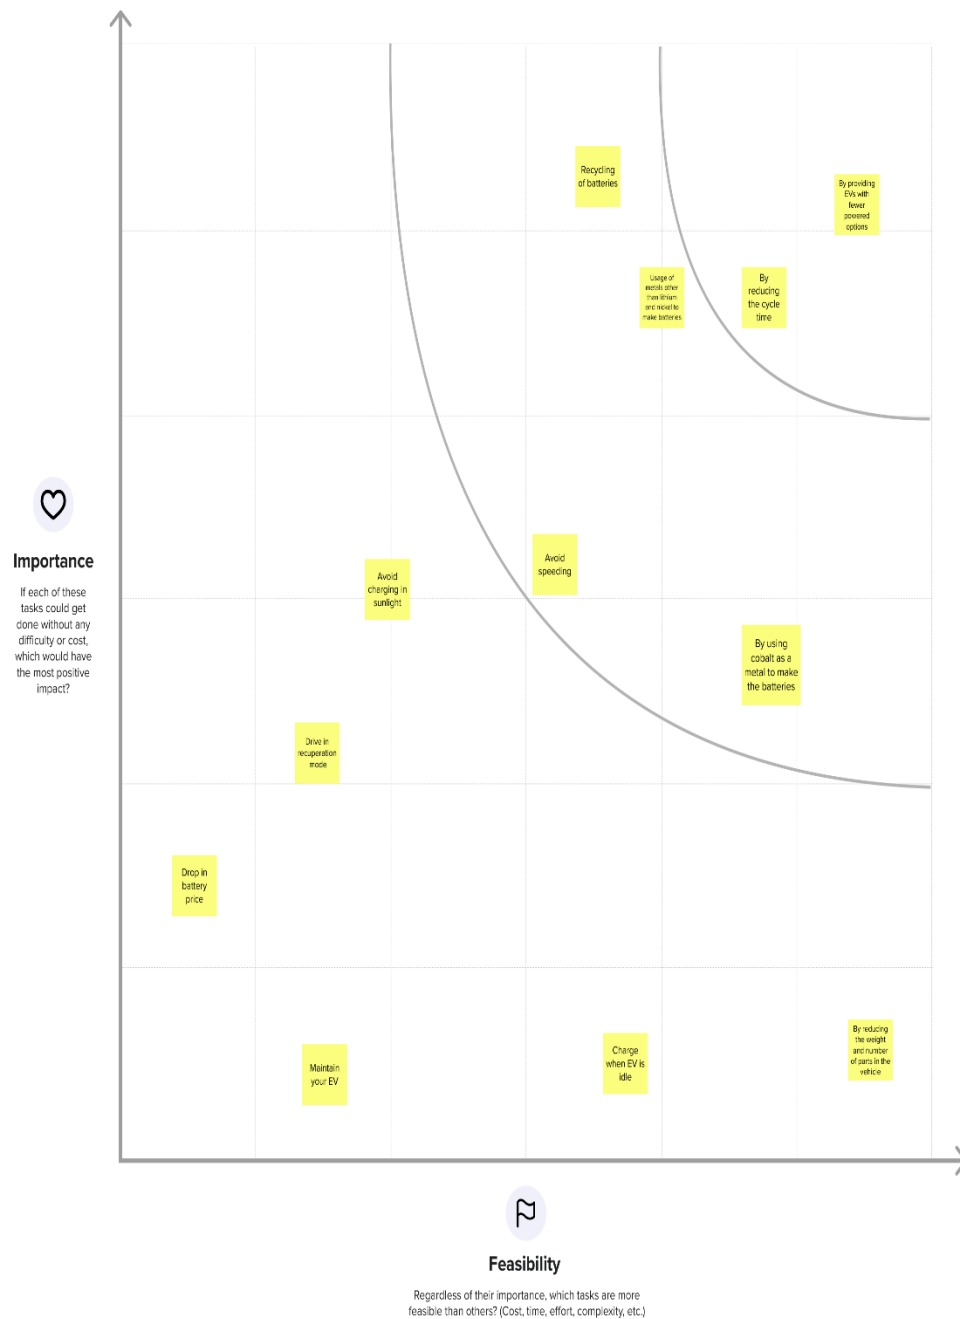 Recycling
of batteries
By providing
EVs with
fewer
powered
options
Usage of
metals other
than lithium
and nickel to
make batteries
By
reducing
the cycle
time
Importance
If each of these
tasks could get
done without any
difficulty or cost,
which would have
the most positive
impact?
Avoid
speeding
Avoid
charging in
sunlight
By using
cobalt as a
metal to make
the batteries
Drive in
recuperation
mode
Drop in
battery
price
Maintain
your EV
Charge
when EV is
idle
By reducing
the weight
and number
of parts in the
vehicle
Feasibility
Regardless of their importance, which tasks are more
feasible than others? (Cost, time, effort, complexity, etc.)